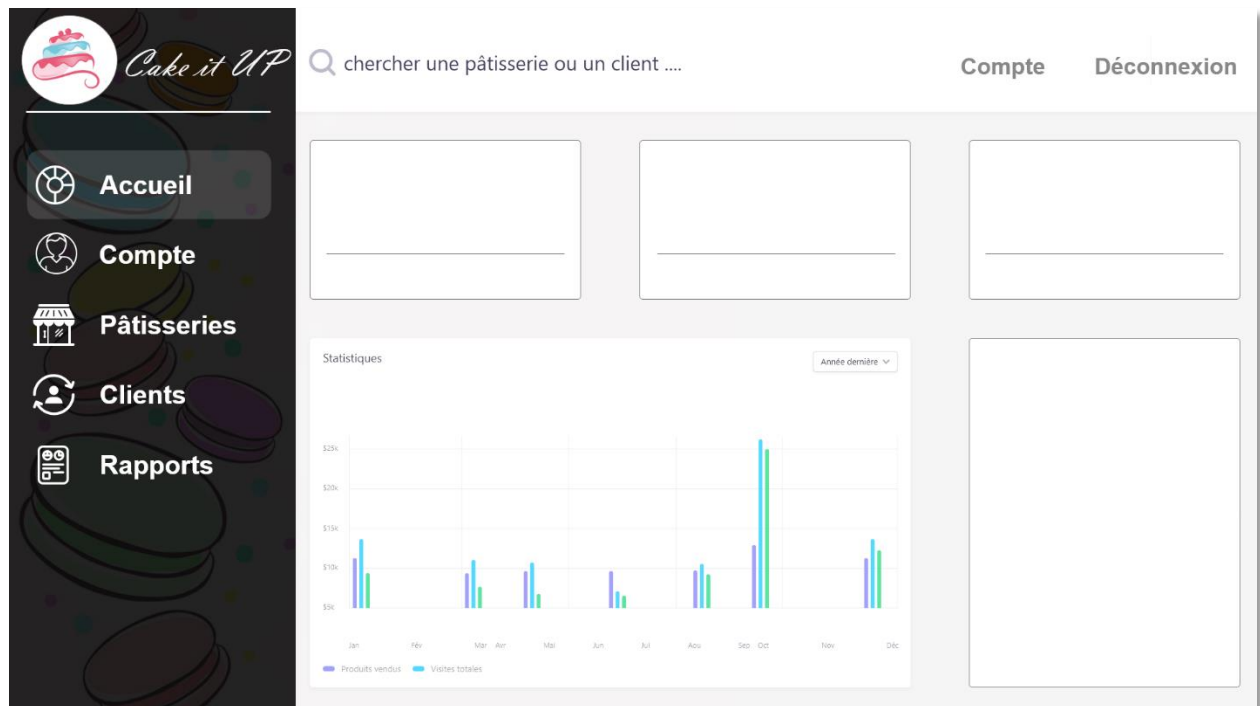 Cake it UP
chercher une pâtisserie ou un client ....
Compte Déconnexion
Accueil
Compte
Pâtisseries
Clients
Rapports
Statistiques
Année dernière
$25k
$20k
$15k
$10k
$5k
Jan Fév Mar Avr Mai Jun Jul Aou Sep Oct Nov Déc
Produits vendus Visites totales